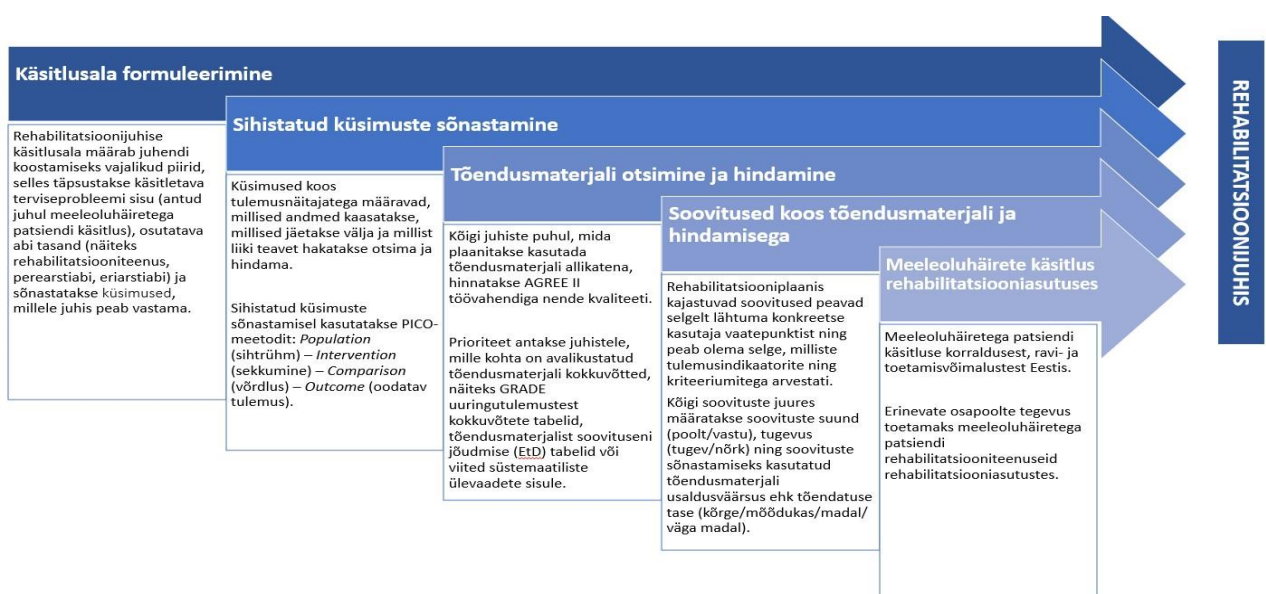 Käsitlusala formuleerimine
Rehabilitatsioonijuhise
käsitlusala määrab juhendi
koostamiseks vajalikud piirid,
selles täpsustakse käsitletava
terviseprobleemi sisu (antud
juhul meeleoluhäiretega
patsiendi käsitlus), osutatava
abi tasand (näiteks
rehabilitatsiooniteenus,
perearstiabi, eriarstiabi) ja
sõnastatakse küsimused,
millele juhis peab vastama.
Sihistatud küsimuste sõnastamine
Küsimused koos
tulemusnäitajatega määravad,
millised andmed kaasatakse,
millised jäetakse välja ja millist
liiki teavet hakatakse otsima ja
hindama.
Sihistatud küsimuste
sõnastamisel kasutatakse PICO-
meetodit: Population
(sihtrühm) – Intervention
(sekkumine) – Comparison
(võrdlus) – Outcome (oodatav
tulemus).
Tõendusmaterjali otsimine ja hindamine
Kõigi juhiste puhul, mida
plaanitakse kasutada
tõendusmaterjali allikatena,
hinnatakse AGREE II
töövahendiga nende kvaliteeti.
Prioriteet antakse juhistele,
mille kohta on avalikustatud
tõendusmaterjali kokkuvõtted,
näiteks GRADE
uuringutulemustest
kokkuvõtete tabelid,
tõendusmaterjalist soovituseni
jõudmise (EtD) tabelid või
viited süstemaatiliste
ülevaadete sisule.
Soovitused koos tõendusmaterjali ja
hindamisega
Rehabilitatsiooniplaanis
kajastuvad soovitused peavad
selgelt lähtuma konkreetse
kasutaja vaatepunktist ning
peab olema selge, milliste
tulemusindikaatorite ning
kriteeriumitega arvestati.
Kõigi soovituste juures
määratakse soovituste suund
(poolt/vastu), tugevus
(tugev/nõrk) ning soovituste
sõnastamiseks kasutatud
tõendusmaterjali
usaldusväärsus ehk tõendatuse
tase (kõrge/mõõdukas/madal/
väga madal).
Meeleoluhäirete käsitlus
rehabilitatsiooniasutuses
Meeleoluhäiretega patsiendi
käsitluse korraldusest, ravi- ja
toetamisvõimalustest Eestis.
Erinevate osapoolte tegevus
toetamaks meeleoluhäiretega
patsiendi
rehabilitatsiooniteenuseid
rehabilitatsiooniasutustes.
REHABILITATSIOONIJUHIS